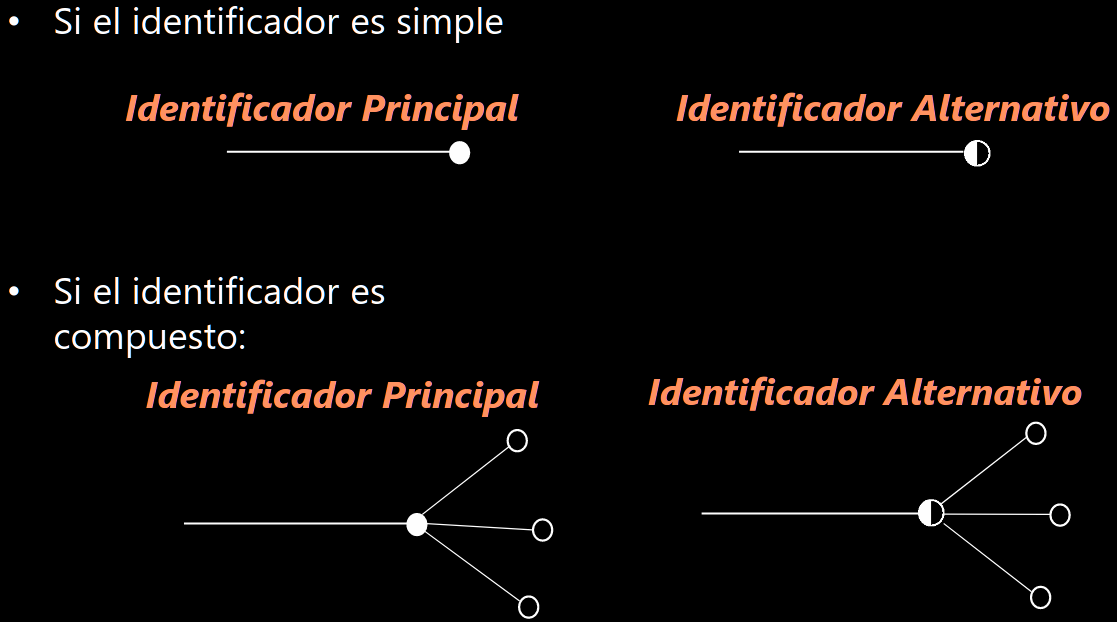 • Si el identificador es simple
Identificador Principal
Identificador Alternativo
• Si el identificador es
compuesto:
Identificador Principal
Identificador Alternativo